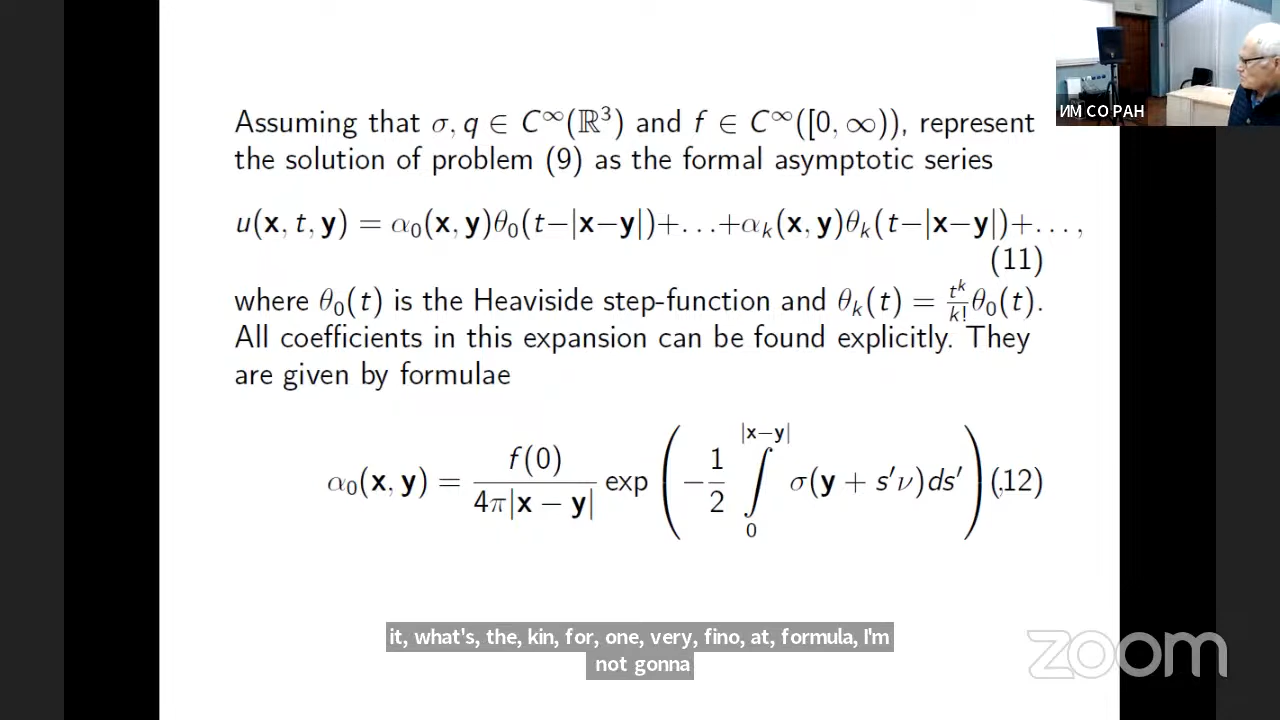 ИМ СО РАН
Assuming that σ, q ∈ C^∞(ℝ³) and f ∈ C^∞([0, ∞)), represent
the solution of problem (9) as the formal asymptotic series
u(x, t, y) = α₀(x, y)θ₀(t−|x−y|)+...+αₖ(x, y)θₖ(t−|x−y|)+...,
(11)
where θ₀(t) is the Heaviside step-function and θₖ(t) = t^k/k! θ₀(t).
All coefficients in this expansion can be found explicitly. They
are given by formulae
α₀(x, y) = f(0)/(4π|x − y|) exp(−1/2 ∫₀^{|x−y|} σ(y + s′ν)ds′), (12)
it, what's, the, kin, for, one, very, fino, at, formula, I'm
not gonna
zoom